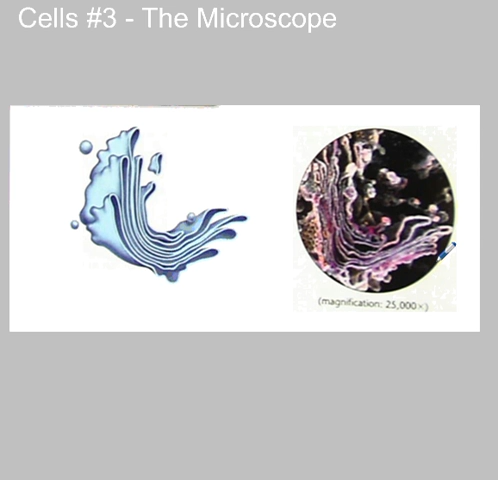 Cells #3 - The Microscope
(magnification: 25,000×)